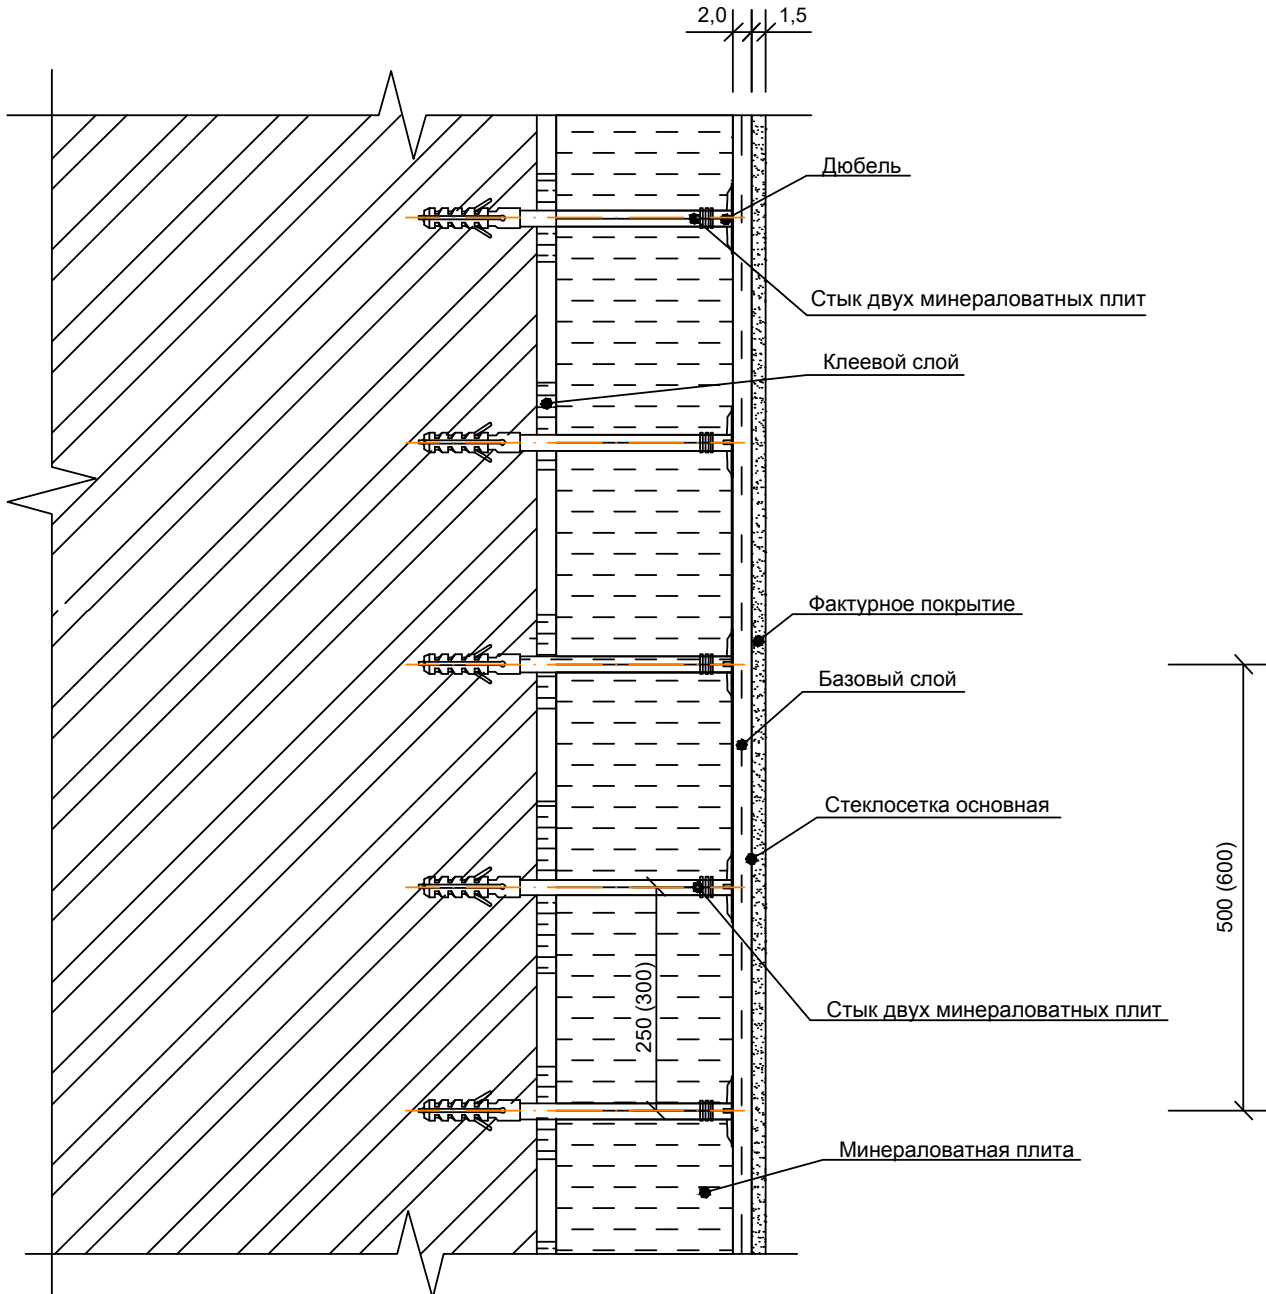 2,0 1,5
Дюбель
Стык двух минераловатных плит
Клеевой слой
Фактурное покрытие
Базовый слой
Стеклосетка основная
500 (600)
250 (300)
Стык двух минераловатных плит
Минераловатная плита